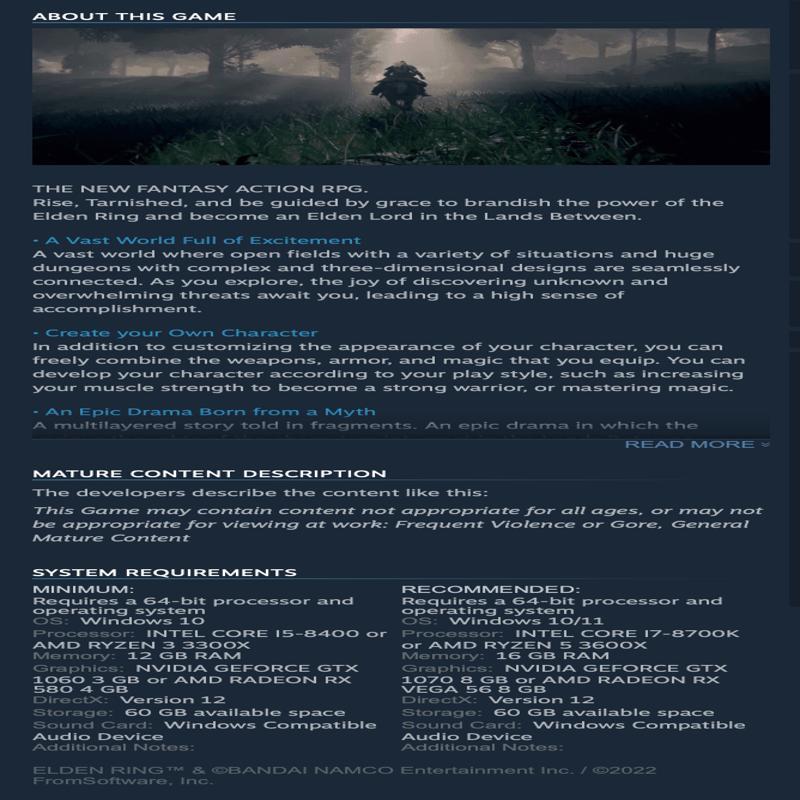 ABOUT THIS GAME
THE NEW FANTASY ACTION RPG.
Rise, Tarnished, and be guided by grace to brandish the power of the
Elden Ring and become an Elden Lord in the Lands Between.
• A Vast World Full of Excitement
A vast world where open fields with a variety of situations and huge
dungeons with complex and three-dimensional designs are seamlessly
connected. As you explore, the joy of discovering unknown and
overwhelming threats await you, leading to a high sense of
accomplishment.
• Create your Own Character
In addition to customizing the appearance of your character, you can
freely combine the weapons, armor, and magic that you equip. You can
develop your character according to your play style, such as increasing
your muscle strength to become a strong warrior, or mastering magic.
• An Epic Drama Born from a Myth
A multilayered story told in fragments. An epic drama in which the
READ MORE
MATURE CONTENT DESCRIPTION
The developers describe the content like this:
This Game may contain content not appropriate for all ages, or may not
be appropriate for viewing at work: Frequent Violence or Gore, General
Mature Content
SYSTEM REQUIREMENTS
MINIMUM:
Requires a 64-bit processor and
operating system
OS: Windows 10
Processor: INTEL CORE I5-8400 or
AMD RYZEN 3 3300X
Memory: 12 GB RAM
Graphics: NVIDIA GEFORCE GTX
1060 3 GB or AMD RADEON RX
580 4 GB
DirectX: Version 12
Storage: 60 GB available space
Sound Card: Windows Compatible
Audio Device
Additional Notes:
RECOMMENDED:
Requires a 64-bit processor and
operating system
OS: Windows 10/11
Processor: INTEL CORE I7-8700K
or AMD RYZEN 5 3600X
Memory: 16 GB RAM
Graphics: NVIDIA GEFORCE GTX
1070 8 GB or AMD RADEON RX
VEGA 56 8 GB
DirectX: Version 12
Storage: 60 GB available space
Sound Card: Windows Compatible
Audio Device
Additional Notes:
ELDEN RING™ & ©BANDAI NAMCO Entertainment Inc. / ©2022
FromSoftware, Inc.